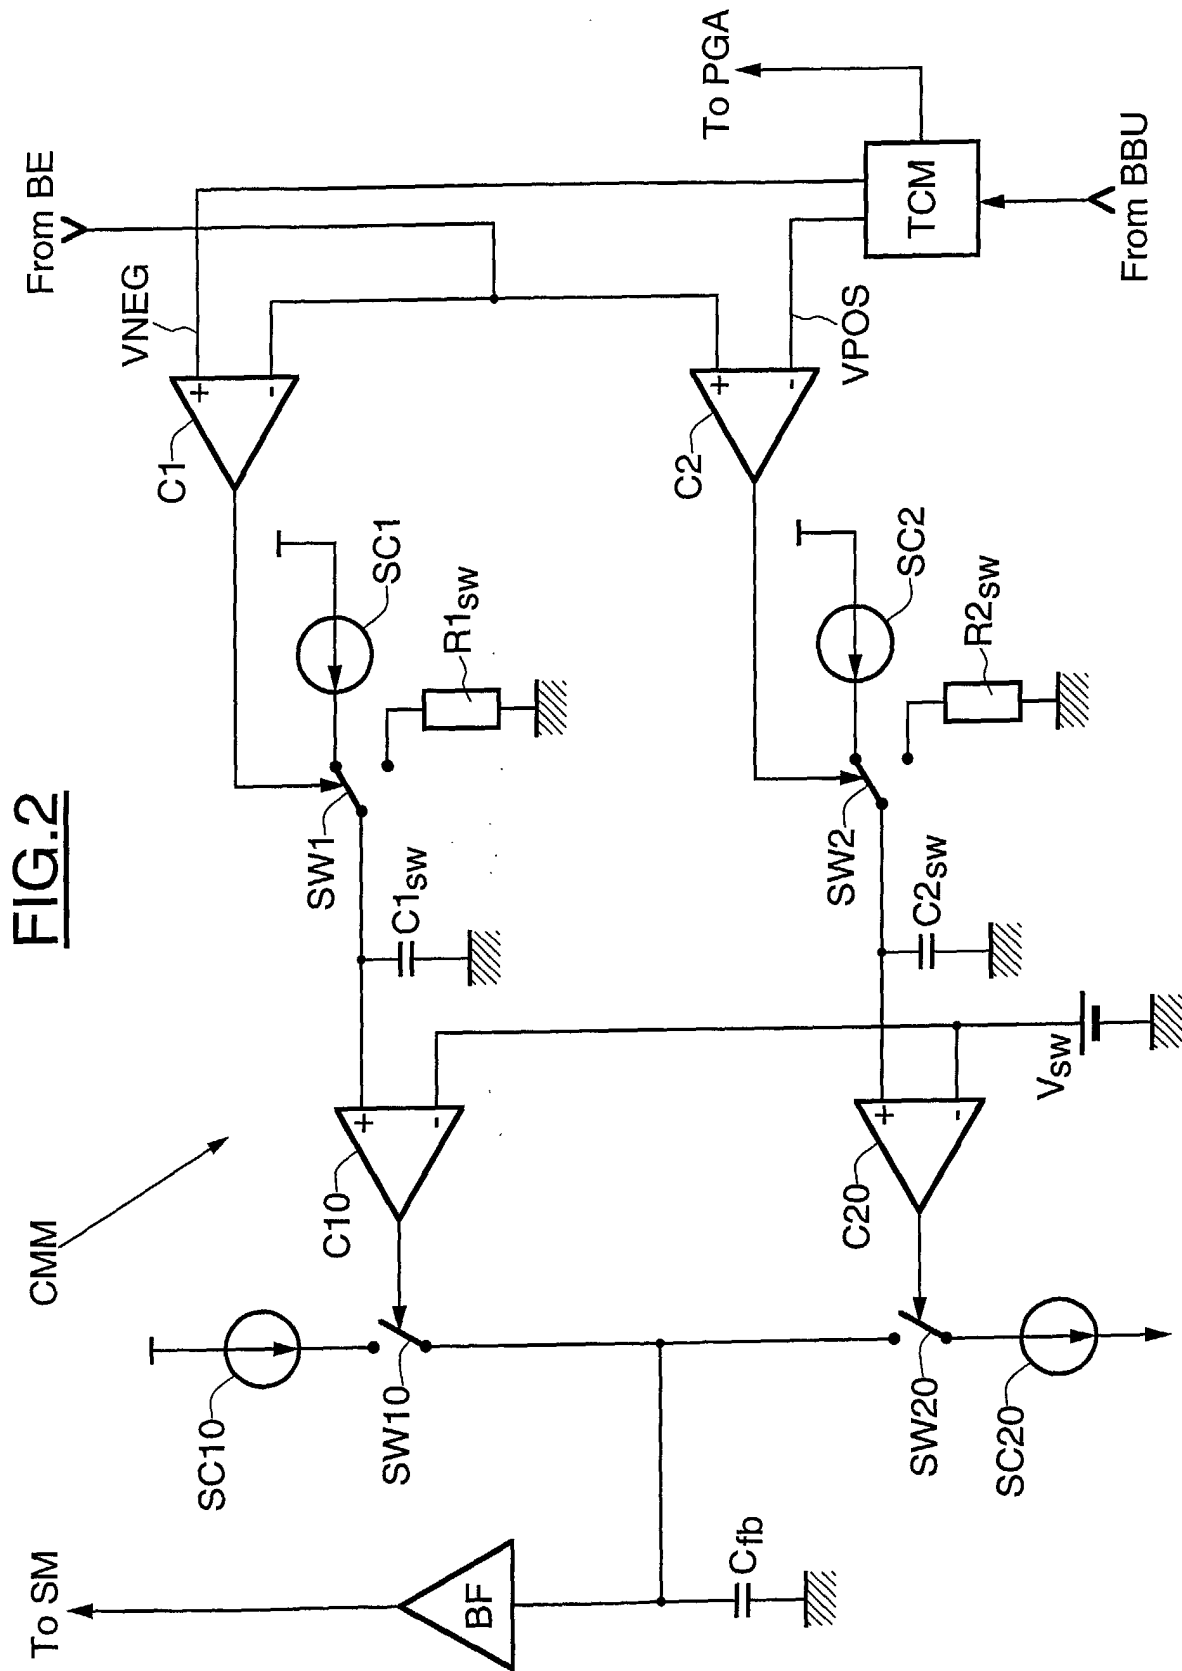 FIG.2
CMM
To SM
BF
Cfb
SC10
SW10
SW20
SC20
C10
+
-
C20
+
-
Vsw
C1sw
C2sw
SW1
SW2
SC1
R1sw
SC2
R2sw
C1
+
-
C2
+
-
VNEG
VPOS
From BE
TCM
To PGA
From BBU